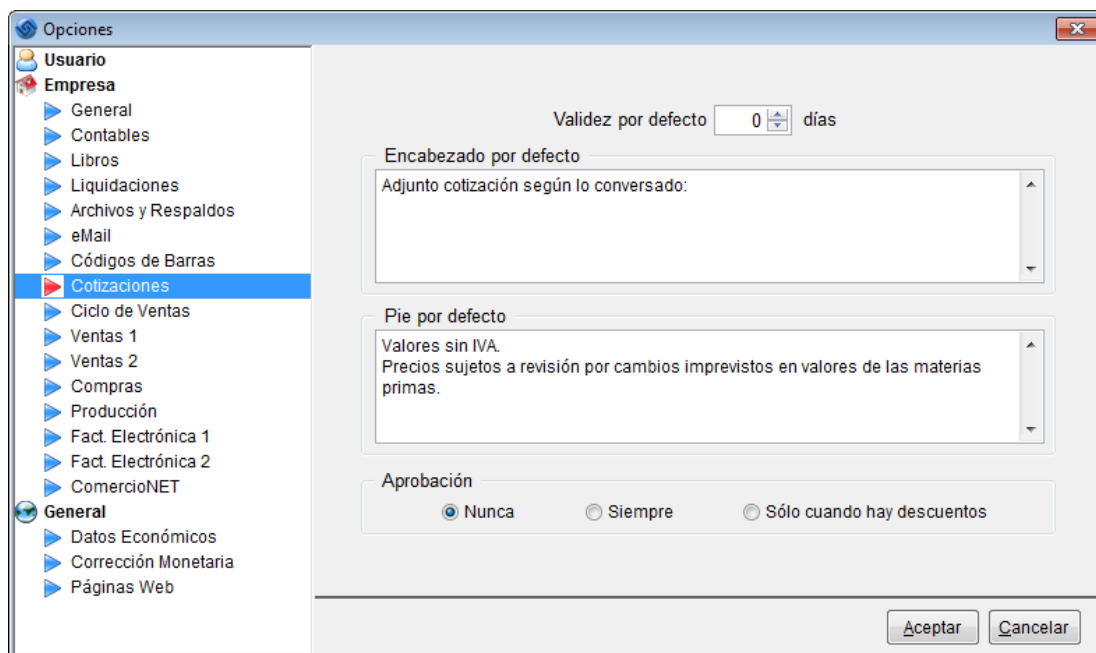 Opciones
Usuario
Empresa
General
Contables
Libros
Liquidaciones
Archivos y Respaldos
eMail
Códigos de Barras
Cotizaciones
Ciclo de Ventas
Ventas 1
Ventas 2
Compras
Producción
Fact. Electrónica 1
Fact. Electrónica 2
ComercioNET
General
Datos Económicos
Corrección Monetaria
Páginas Web
Validez por defecto 0 días
Encabezado por defecto
Adjunto cotización según lo conversado:
Pie por defecto
Valores sin IVA.
Precios sujetos a revisión por cambios imprevistos en valores de las materias
primas.
Aprobación
Nunca Siempre Sólo cuando hay descuentos
Aceptar Cancelar